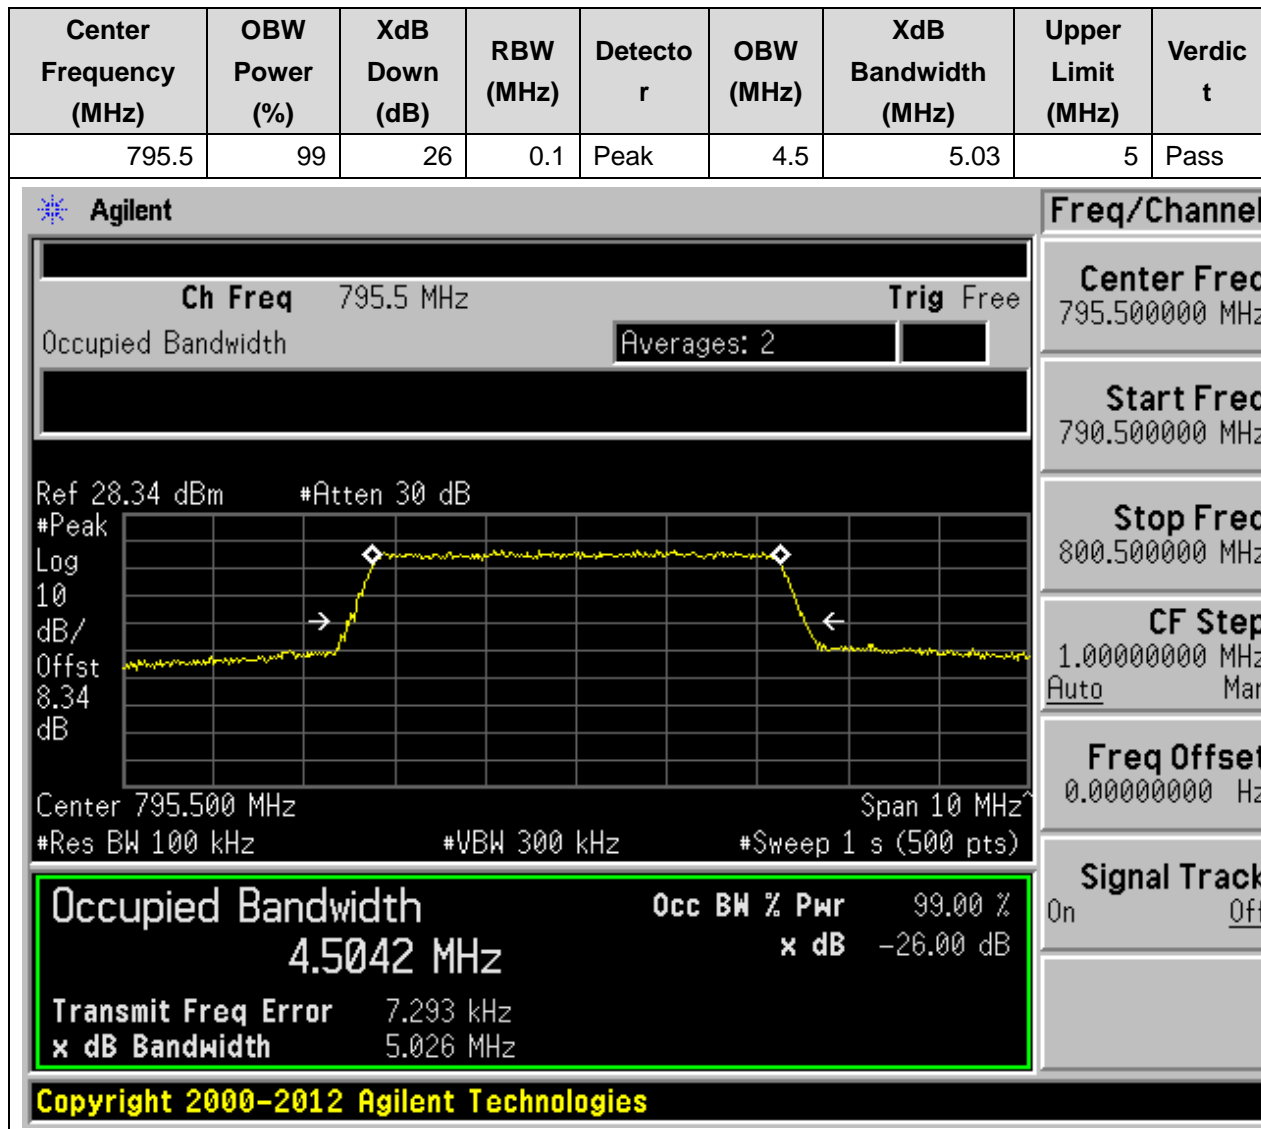 Center Frequency (MHz) OBW Power (%) XdB Down (dB) RBW (MHz) Detecto r OBW (MHz) XdB Bandwidth (MHz) Upper Limit (MHz) Verdic t
795.5 99 26 0.1 Peak 4.5 5.03 5 Pass
Agilent
Freq/Channel
Ch Freq 795.5 MHz Trig Free
Occupied Bandwidth Averages: 2
Center Freq
795.500000 MHz
Start Freq
790.500000 MHz
Stop Freq
800.500000 MHz
CF Step
1.00000000 MHz
Auto Man
Freq Offset
0.00000000 Hz
Signal Track
On Off
Ref 28.34 dBm #Atten 30 dB
#Peak
Log
10
dB/
Offst
8.34
dB
Center 795.500 MHz Span 10 MHz^
#Res BW 100 kHz #VBW 300 kHz #Sweep 1 s (500 pts)
Occupied Bandwidth Occ BW % Pwr 99.00 %
4.5042 MHz x dB -26.00 dB
Transmit Freq Error 7.293 kHz
x dB Bandwidth 5.026 MHz
Copyright 2000-2012 Agilent Technologies